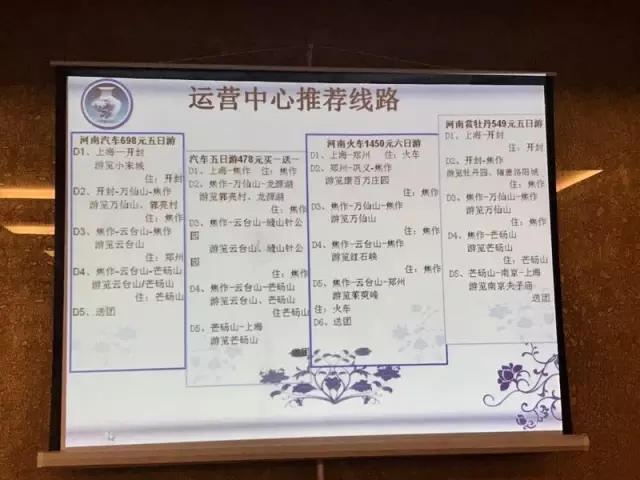 运营中心推荐线路
河南汽车698元五日游
D1、上海—开封
游览小宋城
住：开封
D2、开封-万仙山-焦作
游览万仙山、郭亮村
住：焦作
D3、焦作-云台山-焦作
游览云台山
住：郑州
D4、焦作-云台山-芒砀山
游览云台山/芒砀山
住：芒砀山
D5、送团
汽车五日游478元买一送一
D1、上海-焦作 住：焦作
D2、焦作-万仙山-龙源湖
游览郭亮村、龙源湖
住：焦作
D3、焦作-云台山-缝山针公
园
游览云台山、缝山针公
园
住：焦作
D4、焦作-云台山-芒砀山
游览云台山、芒砀山
住芒砀山
D5、芒砀山-上海
游览芒砀山
送团
河南火车1450元六日游
D1、上海-郑州 住：火车
D2、郑州-巩义-焦作
游览康百万庄园
住：焦作
D3、焦作-万仙山-焦作
游览万仙山
住：焦作
D4、焦作-云台山-焦作
游览红石峡
住：焦作
D5、焦作-云台山-郑州
游览茱萸峰
住：火车
D6、送团
河南赏牡丹549元五日游
D1、上海-开封
住：开封
D2、开封-焦作
游览牡丹园、隋唐洛阳城
住：焦作
D3、焦作-万仙山-焦作
游览万仙山
住：焦作
D4、焦作-芒砀山
游览芒砀山
住：芒砀山
D5、芒砀山-南京-上海
游览南京夫子庙
送团